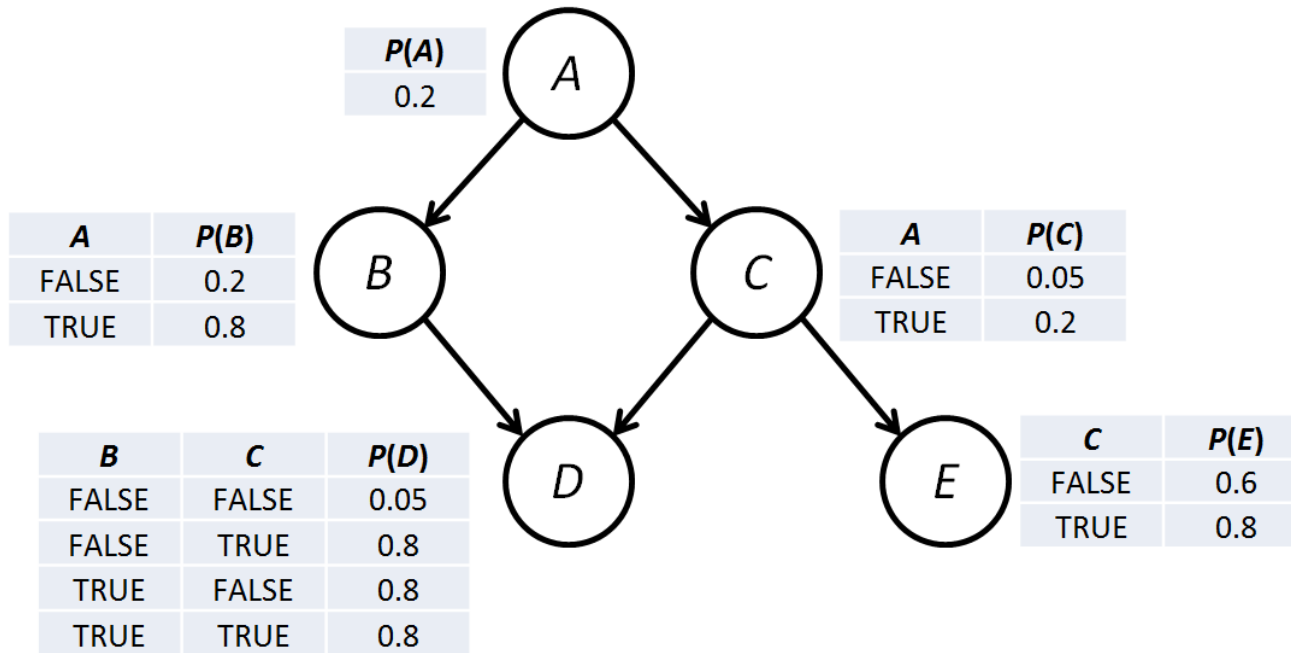 P(A)
0.2
A
A P(B)
FALSE 0.2
TRUE 0.8
B
C
A P(C)
FALSE 0.05
TRUE 0.2
B C P(D)
FALSE FALSE 0.05
FALSE TRUE 0.8
TRUE FALSE 0.8
TRUE TRUE 0.8
D
E
C P(E)
FALSE 0.6
TRUE 0.8